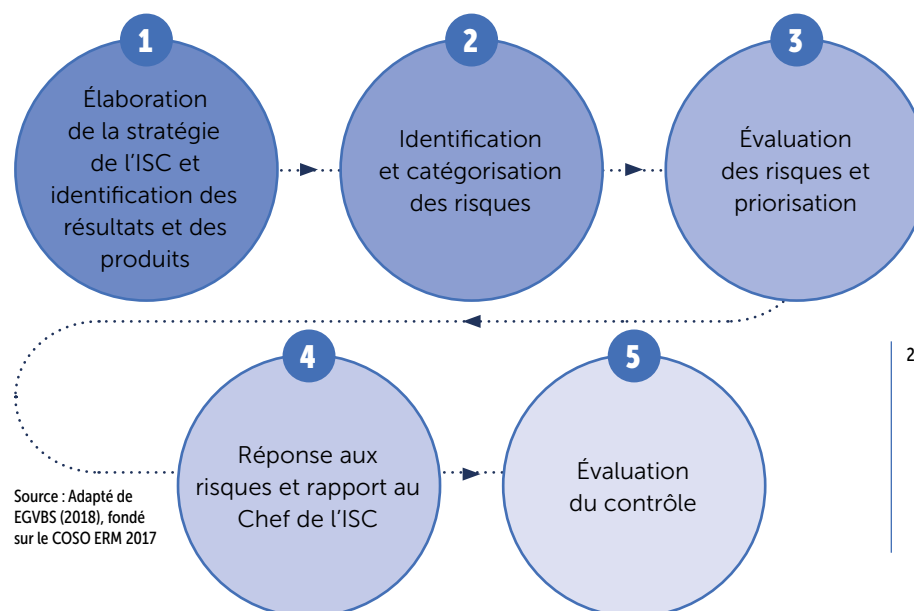 1
Élaboration
de la stratégie
de l'ISC et
identification des
résultats et des
produits
2
Identification
et catégorisation
des risques
3
Évaluation
des risques et
priorisation
4
Réponse aux
risques et rapport au
Chef de l'ISC
5
Évaluation
du contrôle
Source : Adapté de
EGVBS (2018), fondé
sur le COSO ERM 2017
2